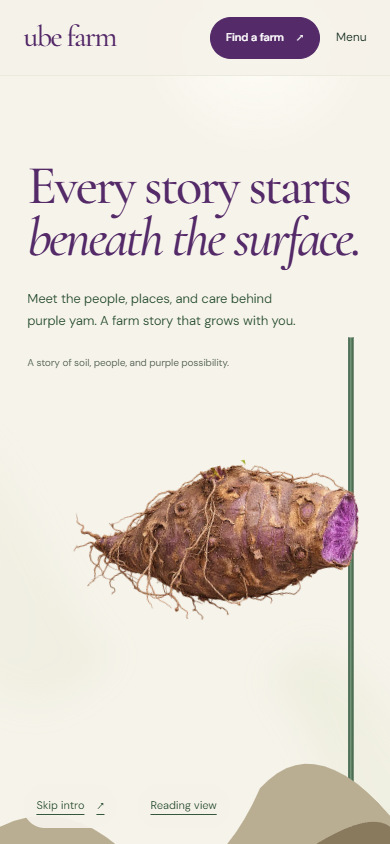 ube farm
Find a farm ↗
Menu
Every story starts
beneath the surface.
Meet the people, places, and care behind
purple yam. A farm story that grows with you.
A story of soil, people, and purple possibility.
Skip intro ↗
Reading view